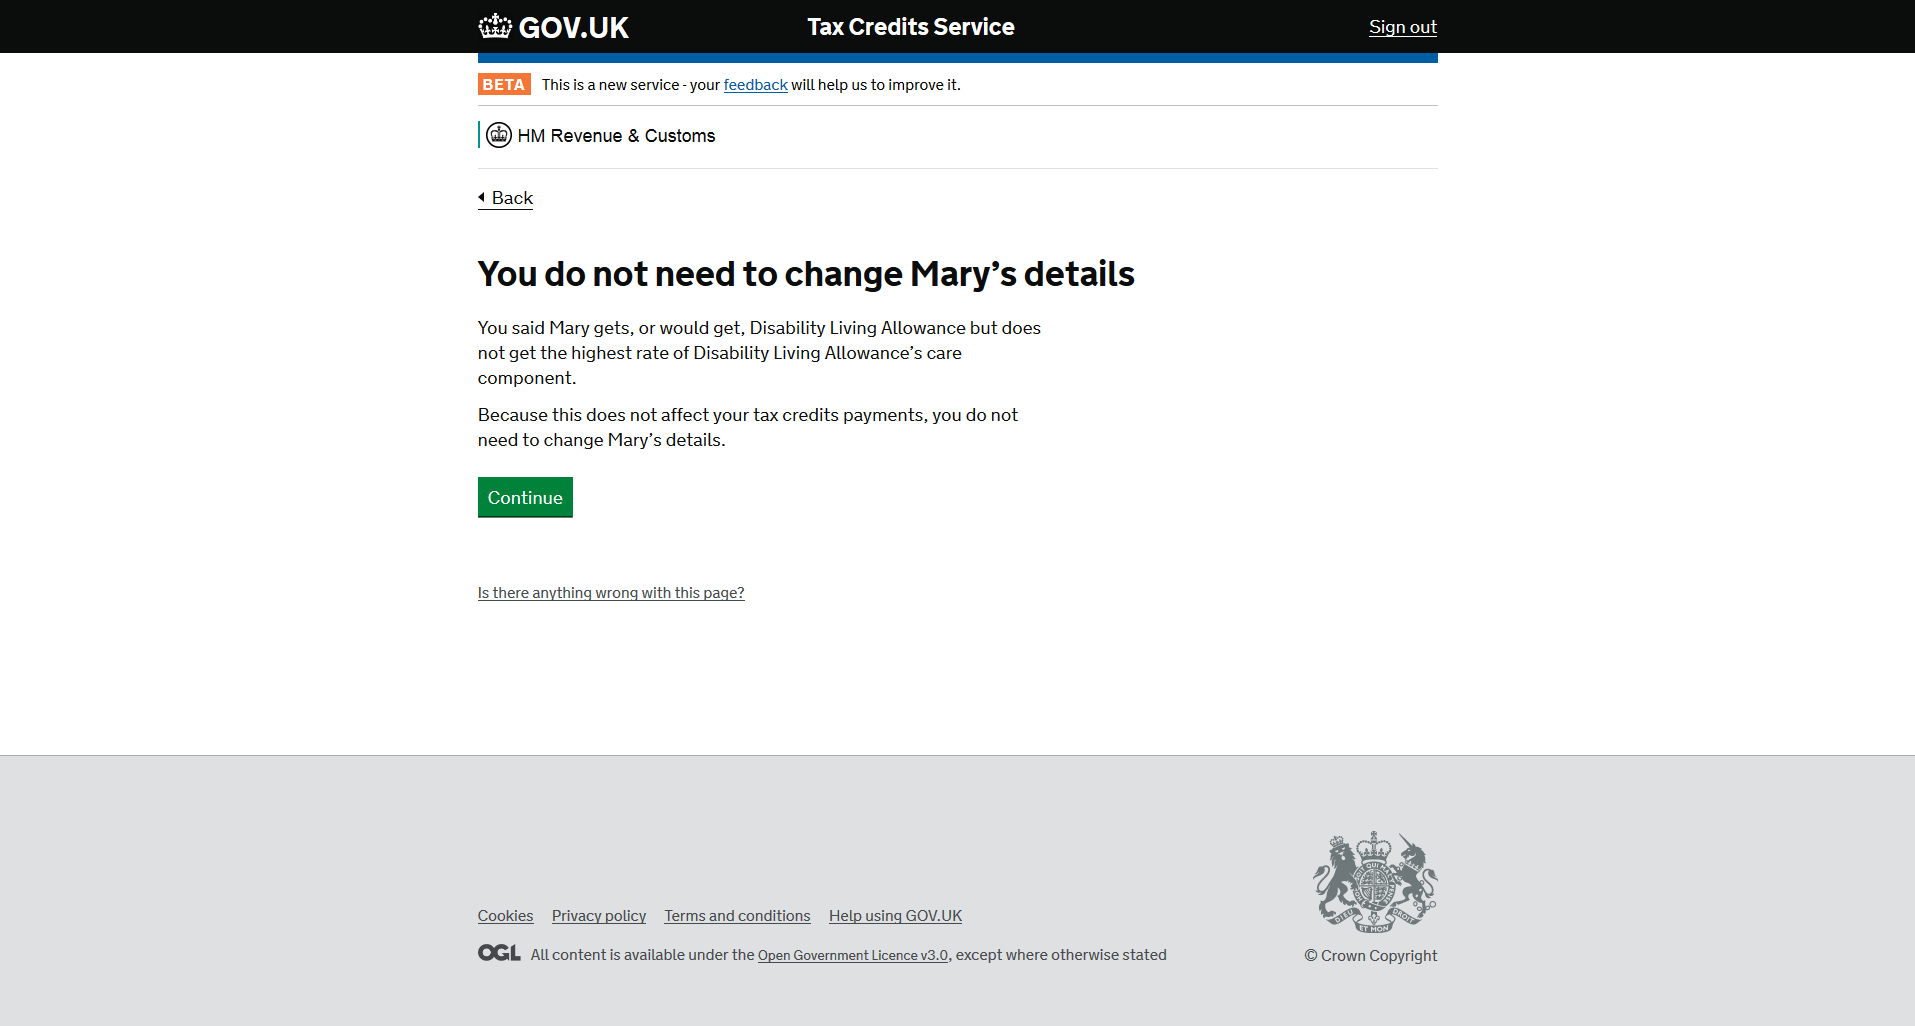 GOV.UK Tax Credits Service Sign out
BETA This is a new service - your feedback will help us to improve it.
HM Revenue & Customs
Back
You do not need to change Mary’s details
You said Mary gets, or would get, Disability Living Allowance but does
not get the highest rate of Disability Living Allowance’s care
component.
Because this does not affect your tax credits payments, you do not
need to change Mary’s details.
Continue
Is there anything wrong with this page?
Cookies Privacy policy Terms and conditions Help using GOV.UK
OGL All content is available under the Open Government Licence v3.0, except where otherwise stated
DIEU ET MON DROIT
© Crown Copyright